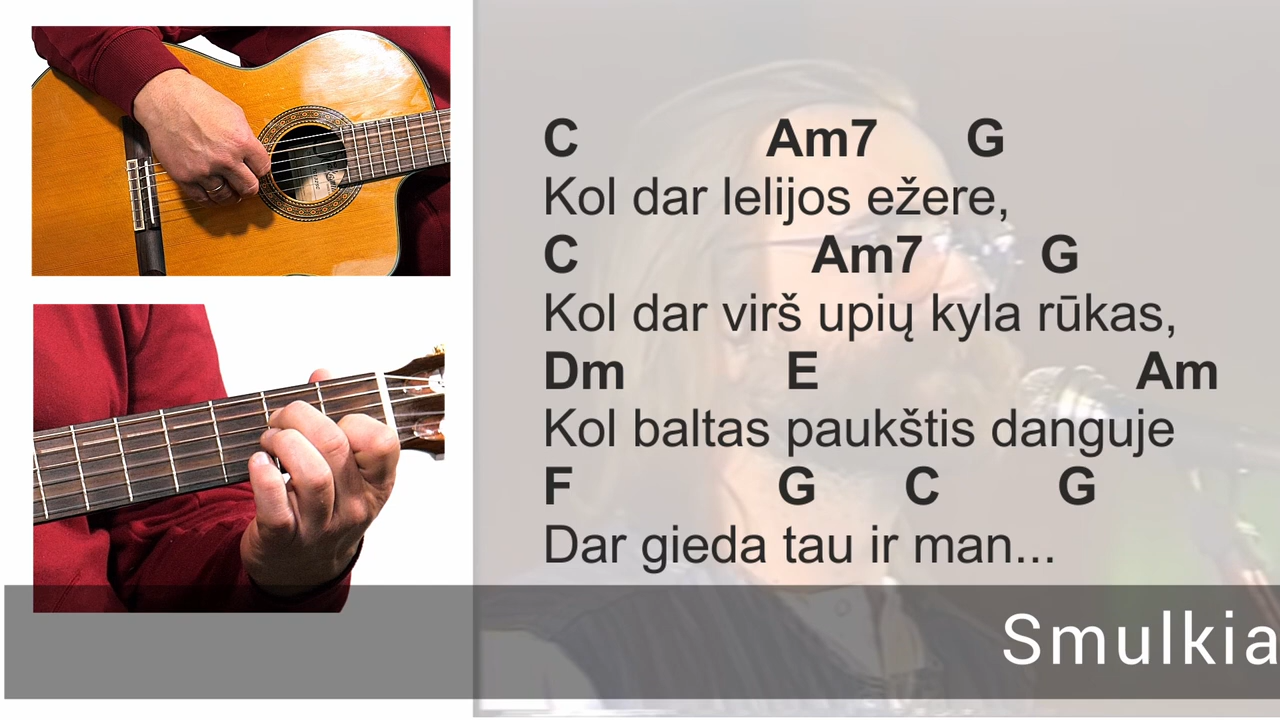 C Am7 G
Kol dar lelijos ežere,
C Am7 G
Kol dar virš upių kyla rūkas,
Dm E Am
Kol baltas paukštis danguje
F G C G
Dar gieda tau ir man...
Smulkia